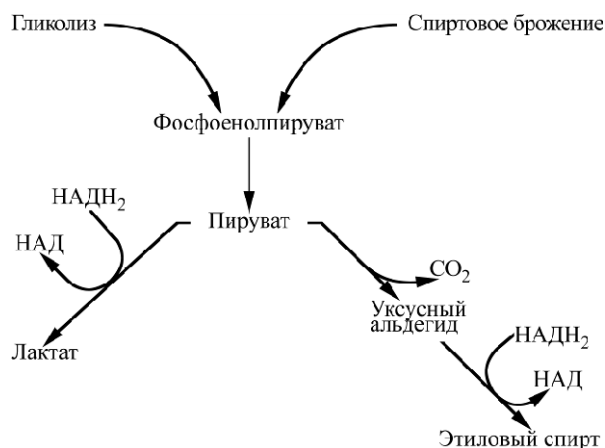 Гликолиз
Спиртовое брожение
Фосфоенолпируват
НАДН₂
Пируват
НАД
CO₂
Уксусный
альдегид
НАДН₂
Лактат
НАД
Этиловый спирт